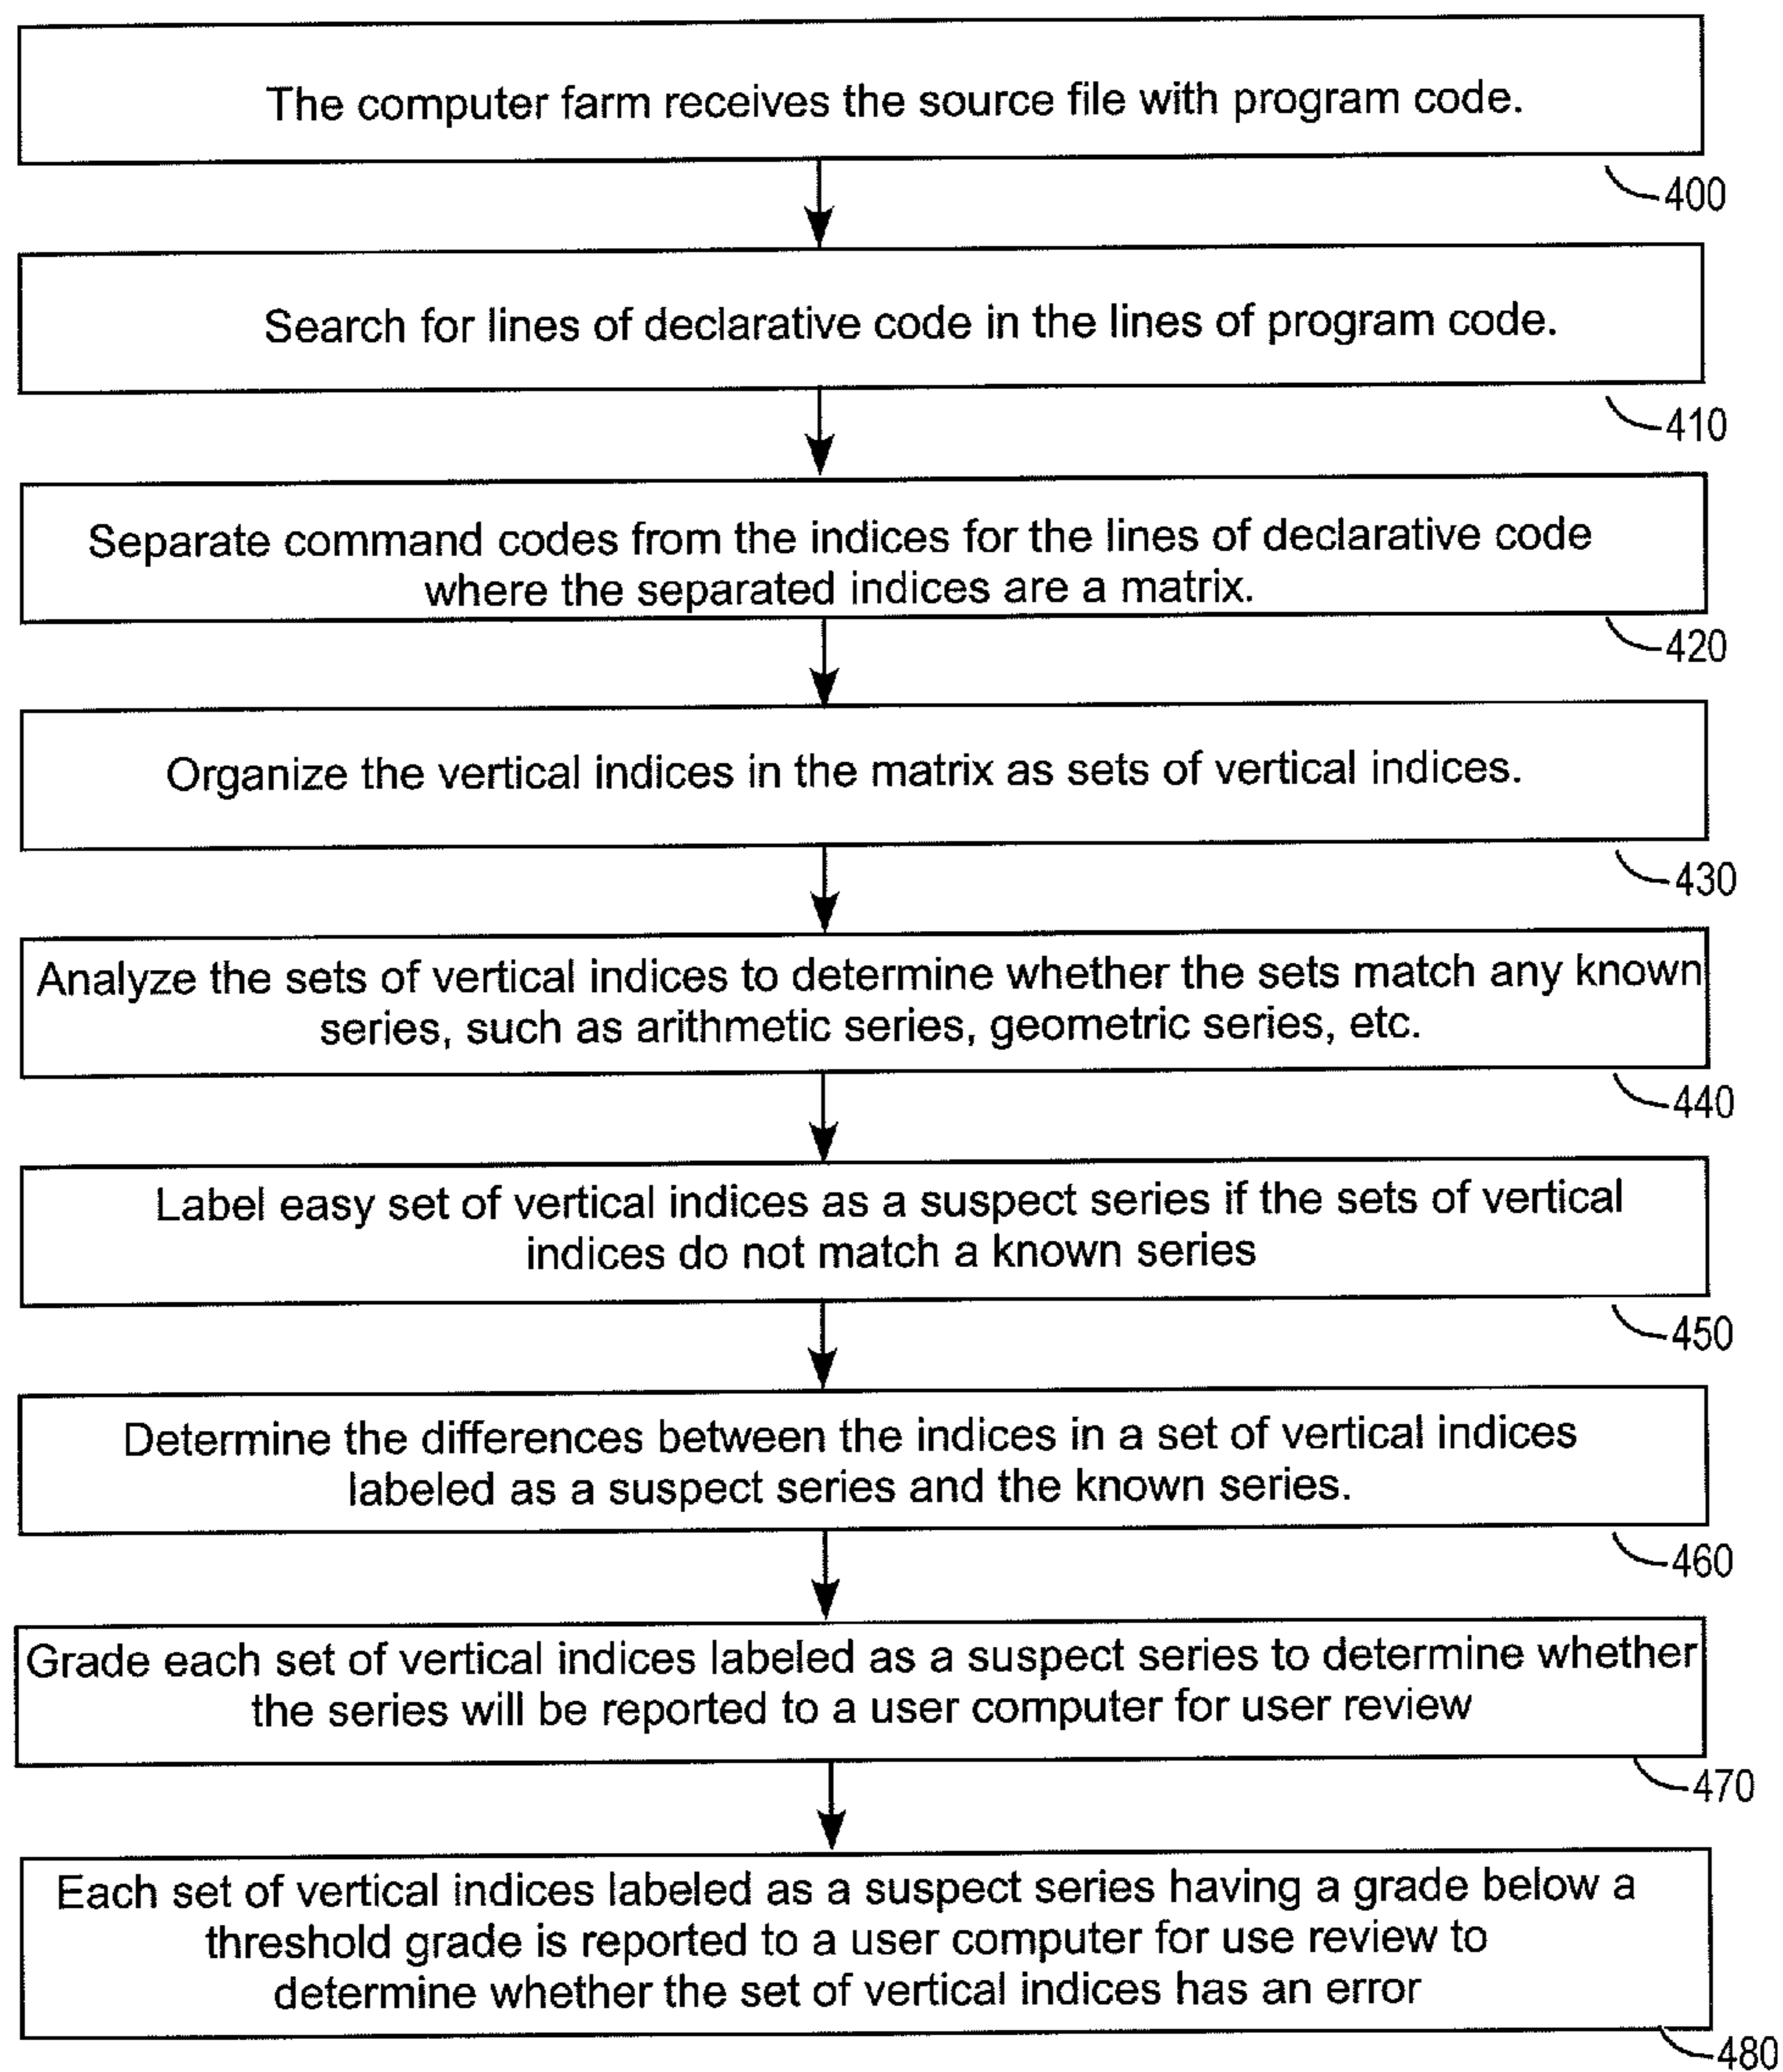 The computer farm receives the source file with program code.
400
Search for lines of declarative code in the lines of program code.
410
Separate command codes from the indices for the lines of declarative code
where the separated indices are a matrix.
420
Organize the vertical indices in the matrix as sets of vertical indices.
430
Analyze the sets of vertical indices to determine whether the sets match any known
series, such as arithmetic series, geometric series, etc.
440
Label easy set of vertical indices as a suspect series if the sets of vertical
indices do not match a known series
450
Determine the differences between the indices in a set of vertical indices
labeled as a suspect series and the known series.
460
Grade each set of vertical indices labeled as a suspect series to determine whether
the series will be reported to a user computer for user review
470
Each set of vertical indices labeled as a suspect series having a grade below a
threshold grade is reported to a user computer for use review to
determine whether the set of vertical indices has an error
480